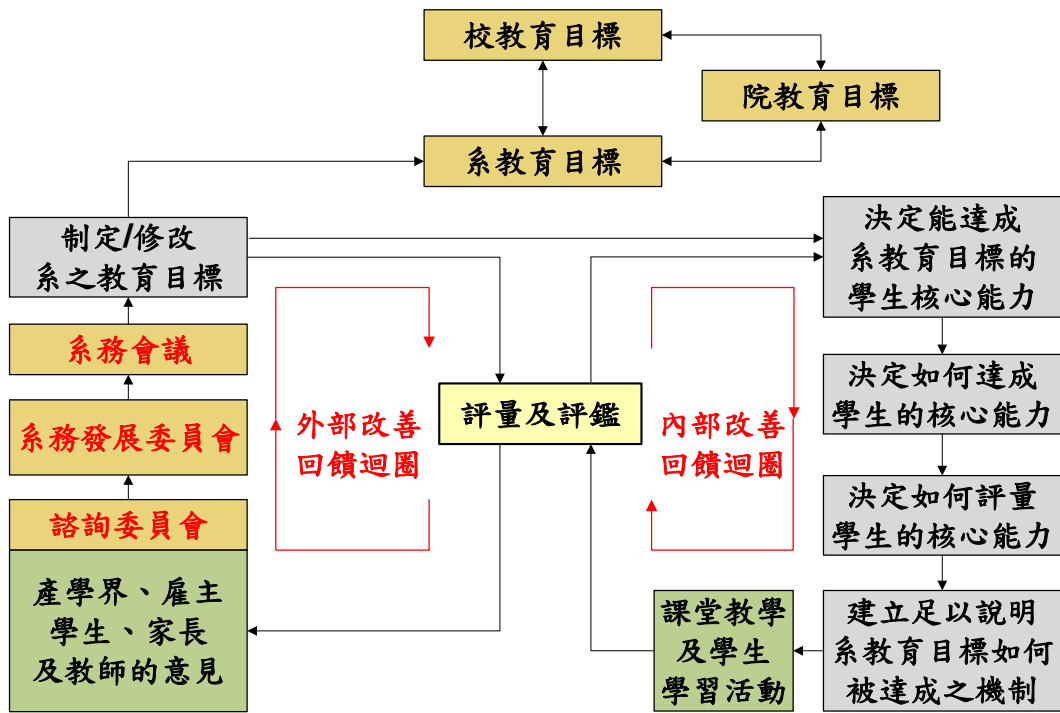 校教育目標
院教育目標
系教育目標
制定/修改
系之教育目標
系務會議
系務發展委員會
諮詢委員會
產學界、雇主
學生、家長
及教師的意見
外部改善
回饋迴圈
評量及評鑑
內部改善
回饋迴圈
決定能達成
系教育目標的
學生核心能力
決定如何達成
學生的核心能力
決定如何評量
學生的核心能力
建立足以說明
系教育目標如何
被達成之機制
課堂教學
及學生
學習活動